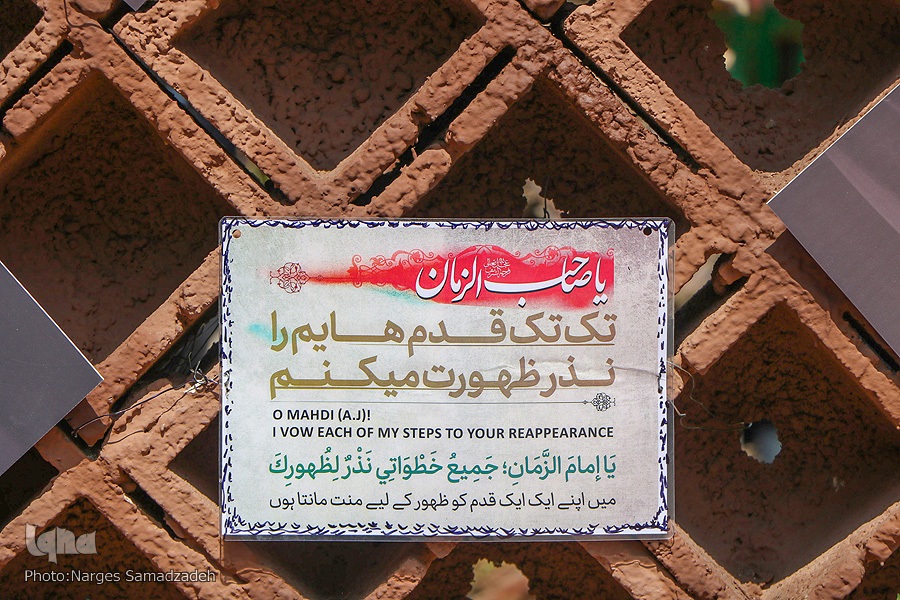 یا صاحب الزمان
تک تک قدم هایم را
نذر ظهورت میکنم
O MAHDI (A.J)!
I VOW EACH OF MY STEPS TO YOUR REAPPEARANCE
يَا إمامَ الزَّمَانِ؛ جَمِيعُ خَطْوَاتِي نَذْرٌ لِظُهورِكَ
میں اپنے ایک ایک قدم کو ظہور کے لیے منت مانتا ہوں
Iqna
Photo:Narges Samadzadeh